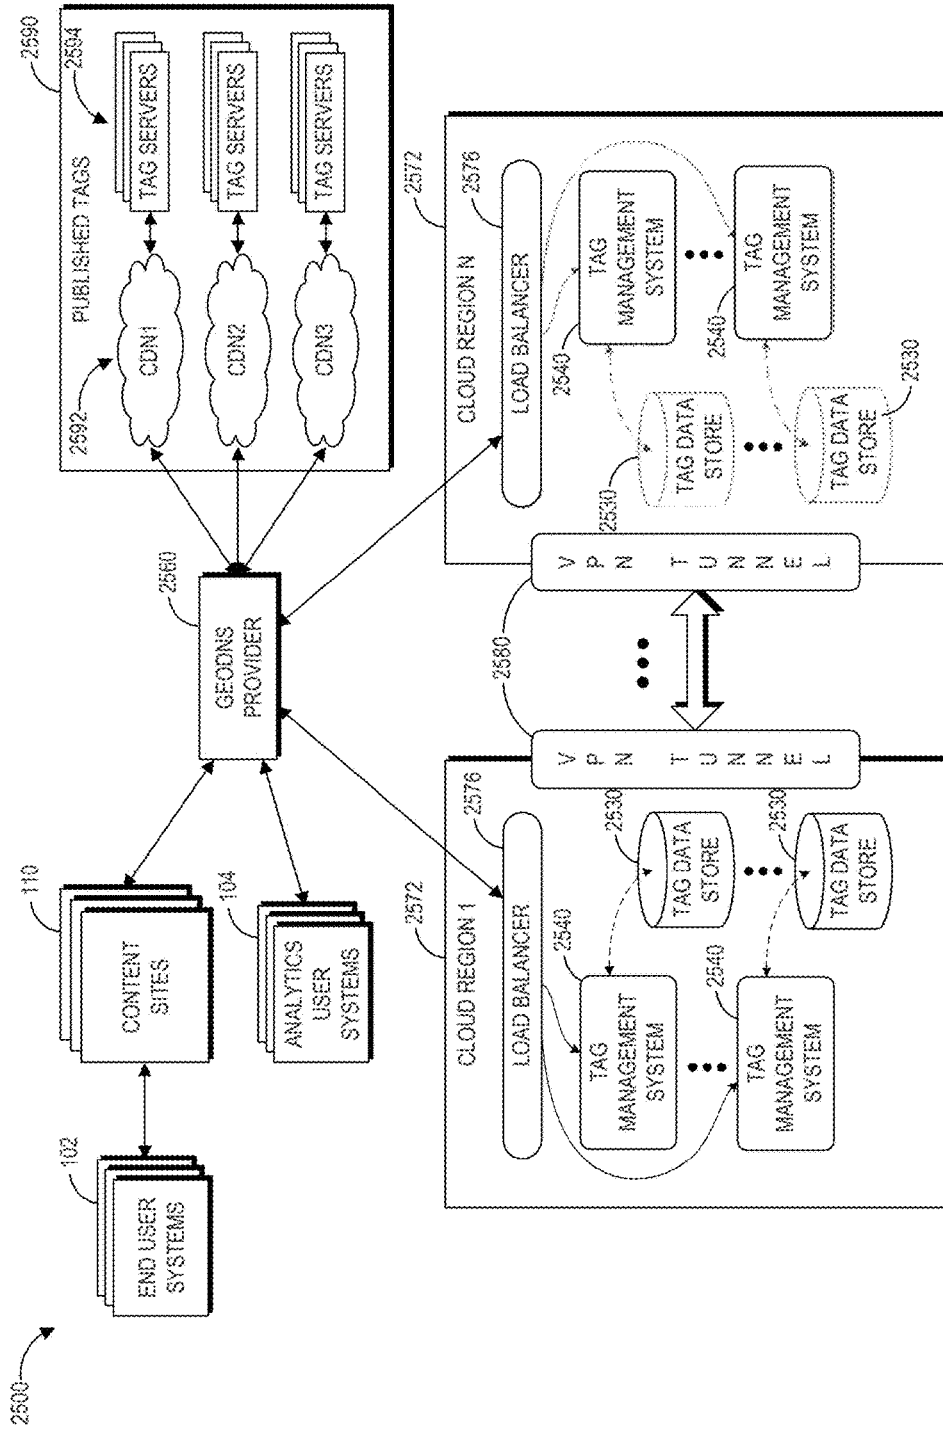 2500
102
END USER
SYSTEMS
110
CONTENT
SITES
104
ANALYTICS
USER
SYSTEMS
2560
GEODNS
PROVIDER
2590
PUBLISHED TAGS
2592
2594
CDN1
TAG SERVERS
CDN2
TAG SERVERS
CDN3
TAG SERVERS
2572
CLOUD REGION 1
2576
LOAD BALANCER
2540
TAG
MANAGEMENT
SYSTEM
2530
TAG DATA
STORE
2540
TAG
MANAGEMENT
SYSTEM
2530
TAG DATA
STORE
VPN TUNNEL
2580
VPN TUNNEL
2572
CLOUD REGION N
2576
LOAD BALANCER
2530
TAG DATA
STORE
2540
TAG
MANAGEMENT
SYSTEM
2530
TAG DATA
STORE
2540
TAG
MANAGEMENT
SYSTEM